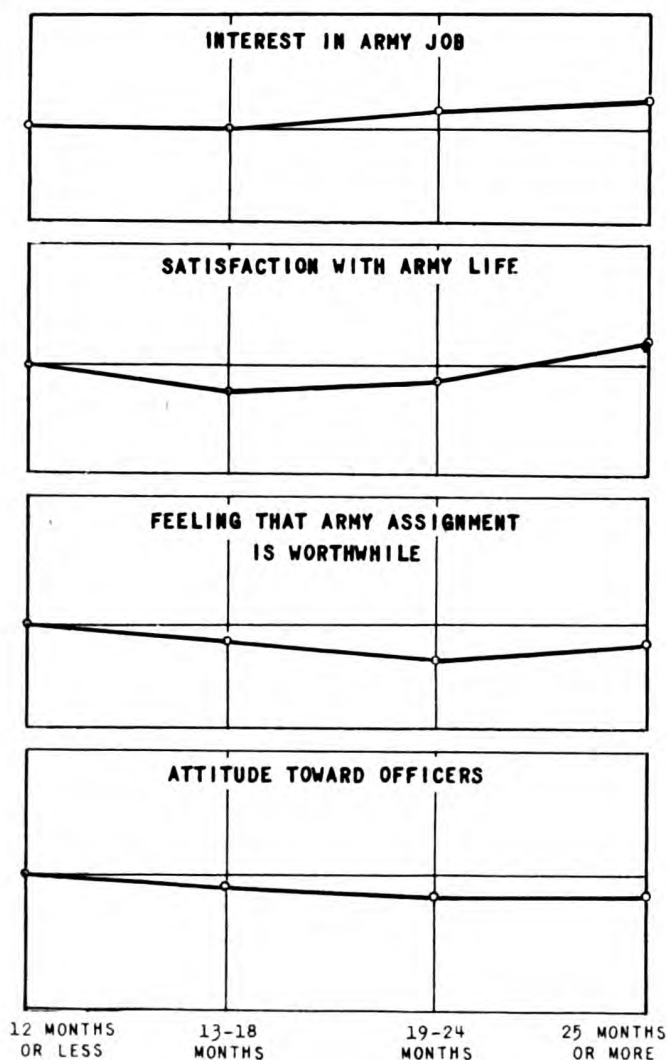 INTEREST IN ARMY JOB
SATISFACTION WITH ARMY LIFE
FEELING THAT ARMY ASSIGNMENT
IS WORTHWHILE
ATTITUDE TOWARD OFFICERS
12 MONTHS
OR LESS
13-18
MONTHS
19-24
MONTHS
25 MONTHS
OR MORE